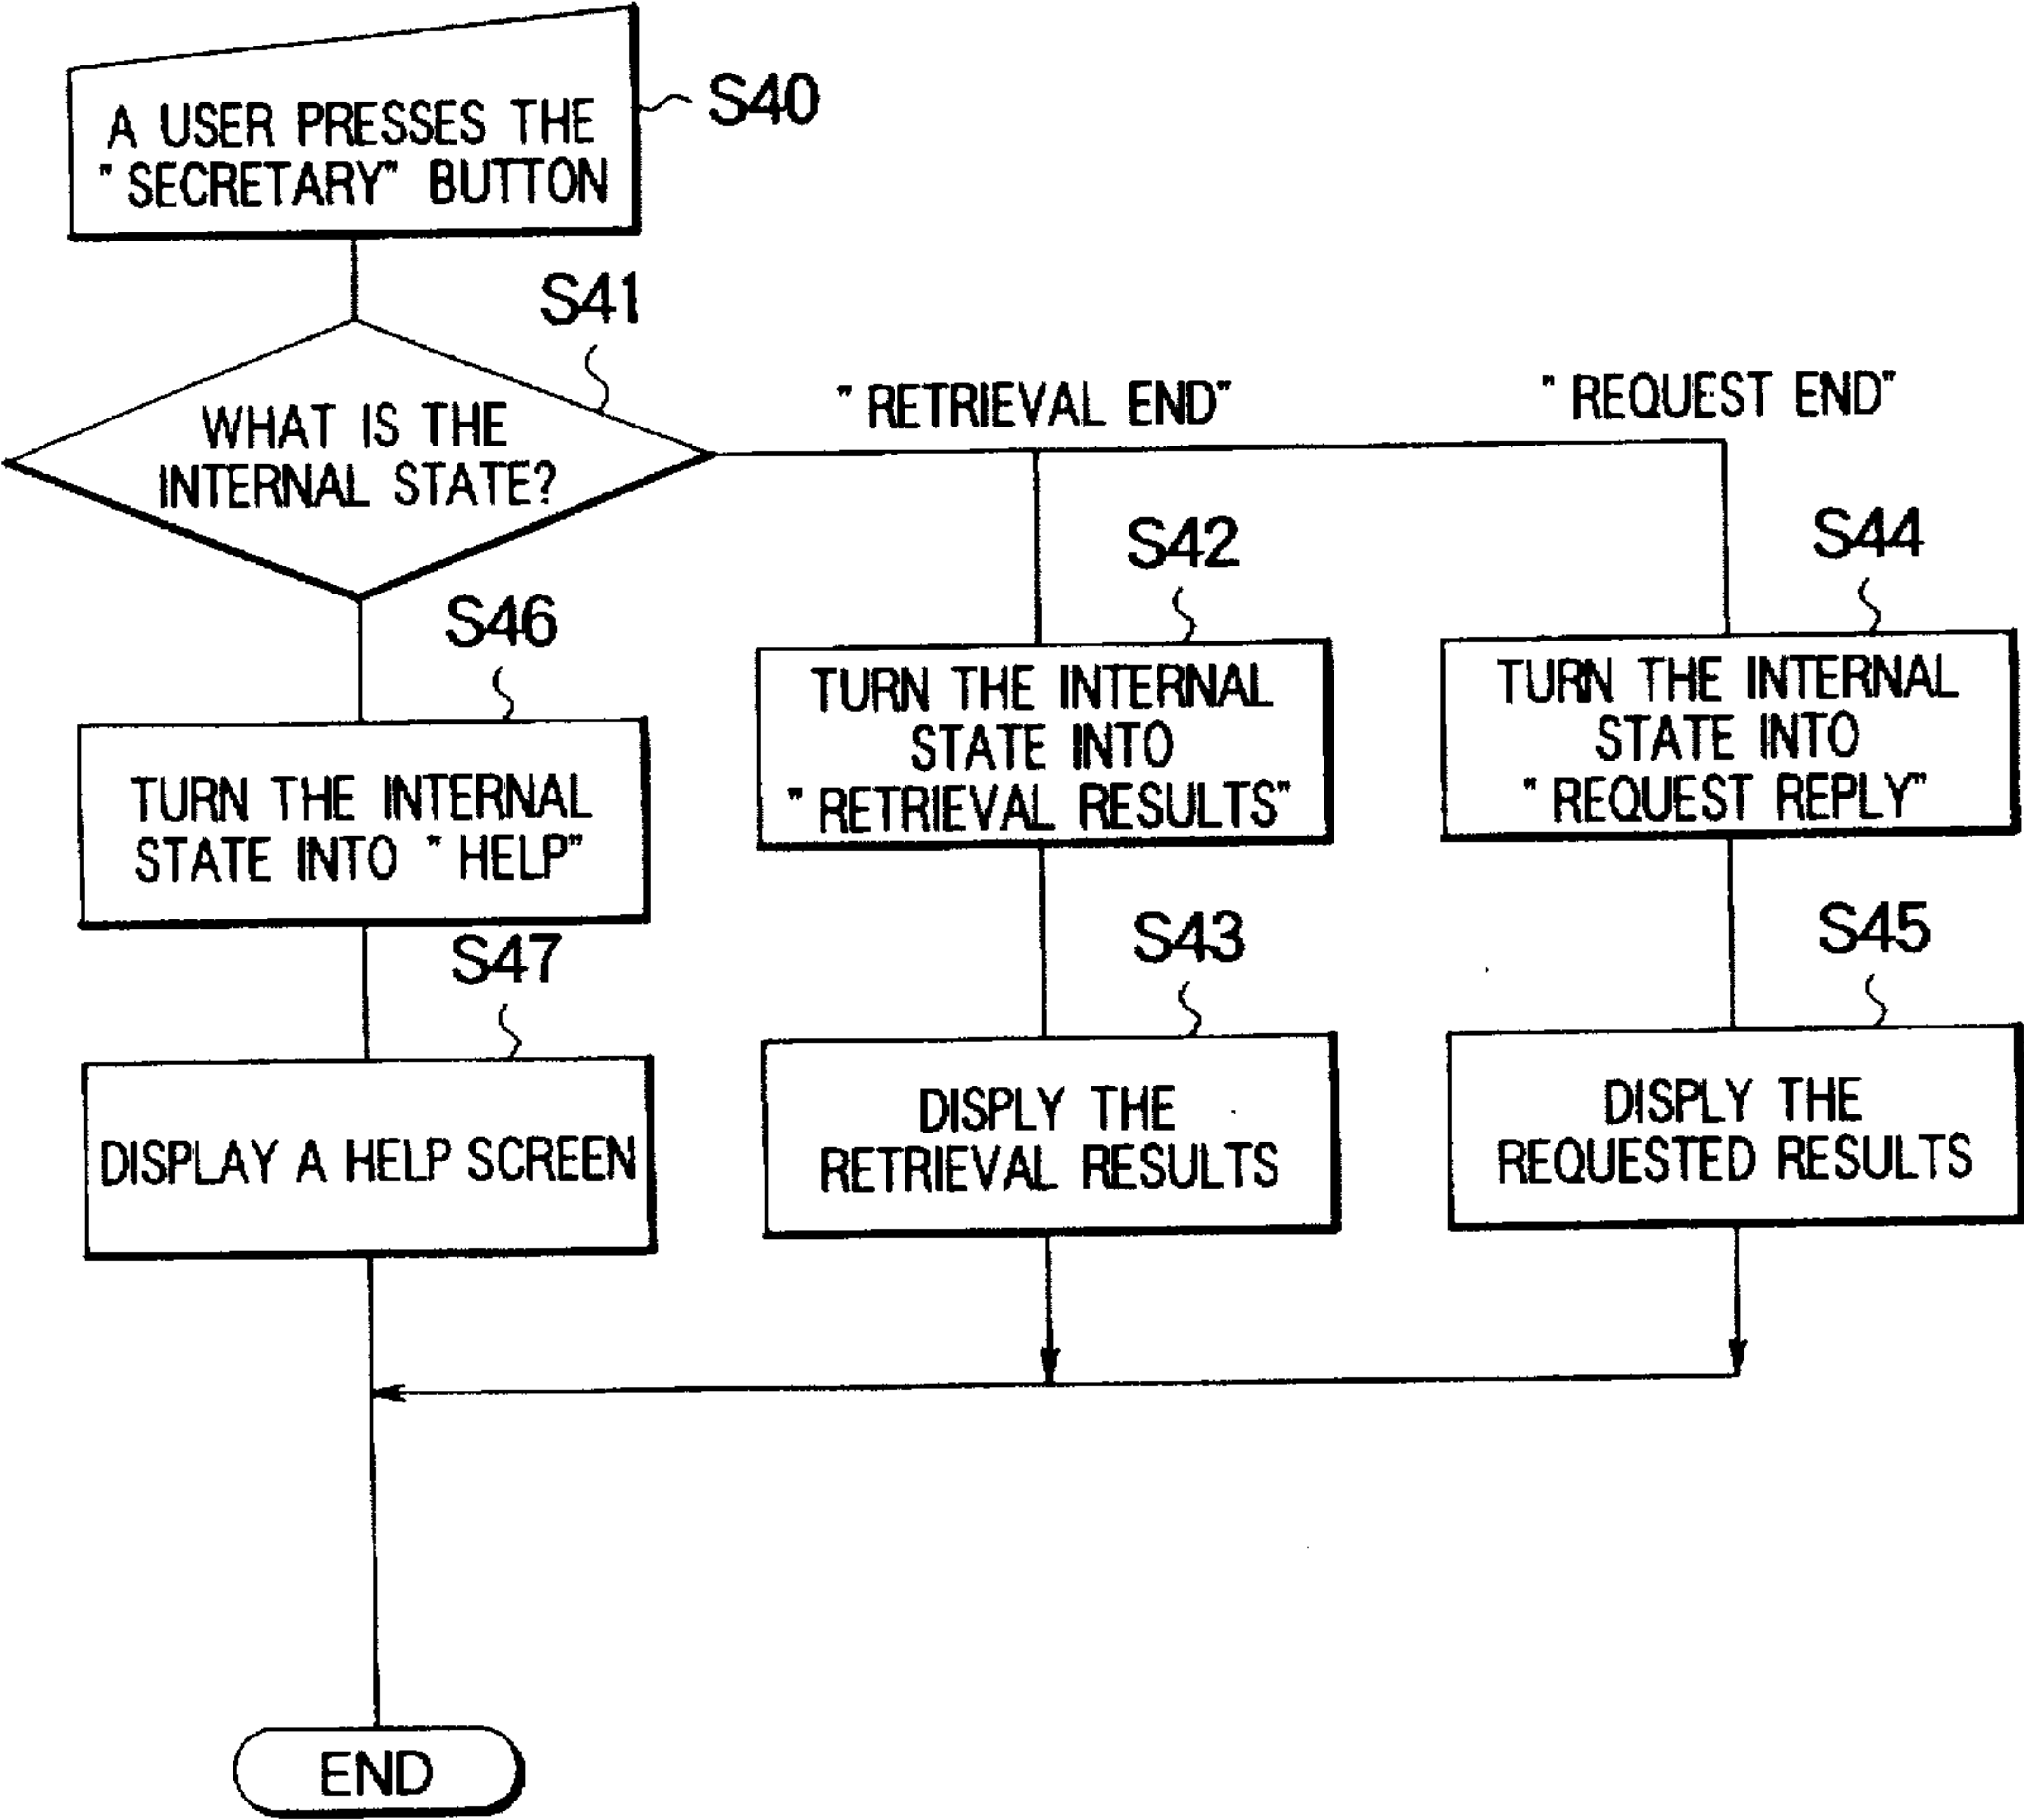 A USER PRESSES THE
"SECRETARY" BUTTON
S40
S41
WHAT IS THE
INTERNAL STATE?
"RETRIEVAL END"
"REQUEST END"
S46
TURN THE INTERNAL
STATE INTO "HELP"
S47
DISPLAY A HELP SCREEN
S42
TURN THE INTERNAL
STATE INTO
"RETRIEVAL RESULTS"
S43
DISPLY THE
RETRIEVAL RESULTS
S44
TURN THE INTERNAL
STATE INTO
"REQUEST REPLY"
S45
DISPLY THE
REQUESTED RESULTS
END